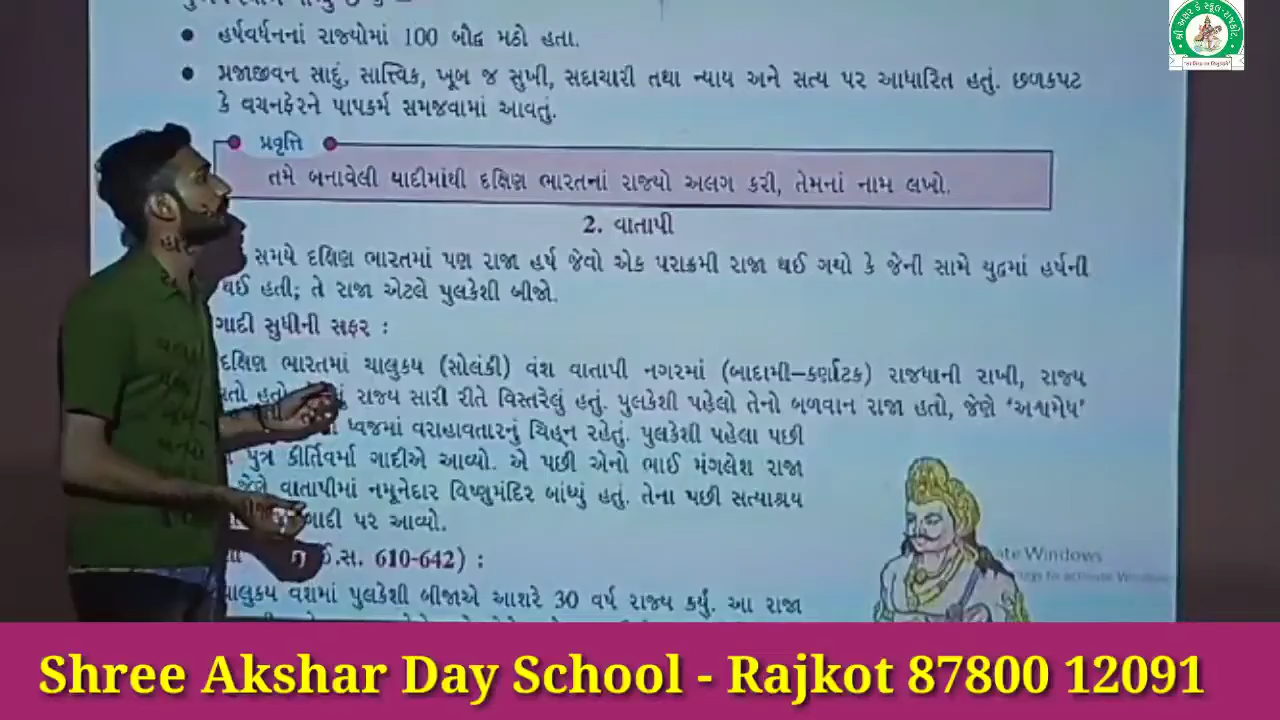 હર્ષવર્ધનનાં રાજ્યોમાં 100 બૌદ્ધ મઠો હતા.
પ્રજાજીવન સાદું, સાત્ત્વિક, ખૂબ જ સુખી, સદાચારી તથા ન્યાય અને સત્ય પર આધારિત હતું. છળકપટ
કે વચનફેરને પાપકર્મ સમજવામાં આવતું.
પ્રવૃત્તિ
તમે બનાવેલી યાદીમાંથી દક્ષિણ ભારતનાં રાજ્યો અલગ કરી, તેમનાં નામ લખો.
2. વાતાપી
સમયે દક્ષિણ ભારતમાં પણ રાજા હર્ષ જેવો એક પરાક્રમી રાજા થઈ ગયો કે જેની સામે યુદ્ધમાં હર્ષની
થઈ હતી; તે રાજા એટલે પુલકેશી બીજો.
ગાદી સુધીની સફર :
દક્ષિણ ભારતમાં ચાલુક્ય (સોલંકી) વંશ વાતાપી નગરમાં (બાદામી–કર્ણાટક) રાજધાની રાખી, રાજ્ય
હતો રાજ્ય સારી રીતે વિસ્તરેલું હતું. પુલકેશી પહેલો તેનો બળવાન રાજા હતો, જેણે ‘અશ્વમેધ’
ધ્વજમાં વરાહાવતારનું ચિહ્ન રહેતું. પુલકેશી પહેલા પછી
પુત્ર કીર્તિવર્મા ગાદીએ આવ્યો. એ પછી એનો ભાઈ મંગલેશ રાજા
જેણે વાતાપીમાં નમૂનેદાર વિષ્ણુમંદિર બાંધ્યું હતું. તેના પછી સત્યાશ્રય
પર આવ્યો.
ઈ.સ. 610-642) :
ચાલુક્ય વંશમાં પુલકેશી બીજાએ આશરે 30 વર્ષ રાજ્ય કર્યું. આ રાજા
Windows
to activate Windows
Shree Akshar Day School - Rajkot 87800 12091